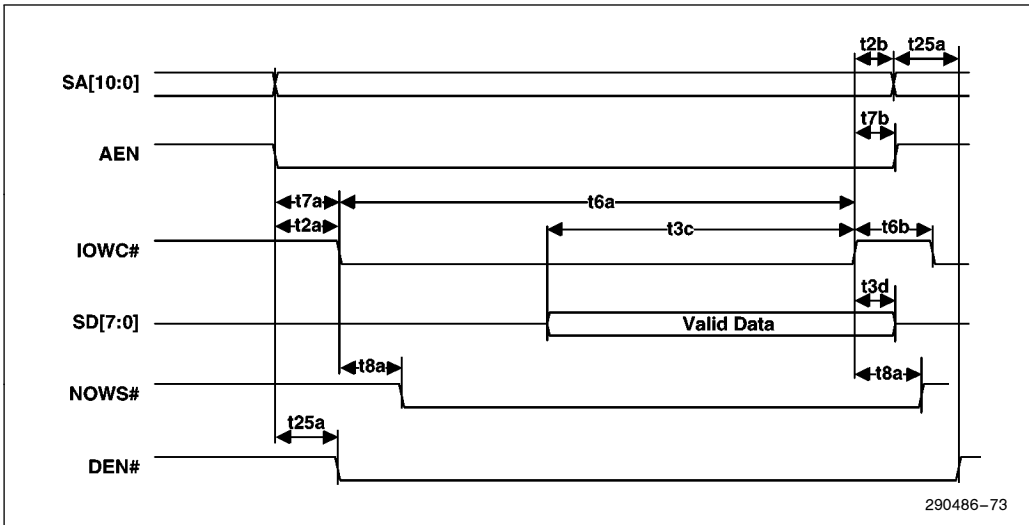 t2b t25a
SA[10:0]
t7b
AEN
t7a t6a
t2a t3c t6b
IOWC#
t3d
SD[7:0] Valid Data
t8a t8a
NOWS#
t25a
DEN#
290486–73